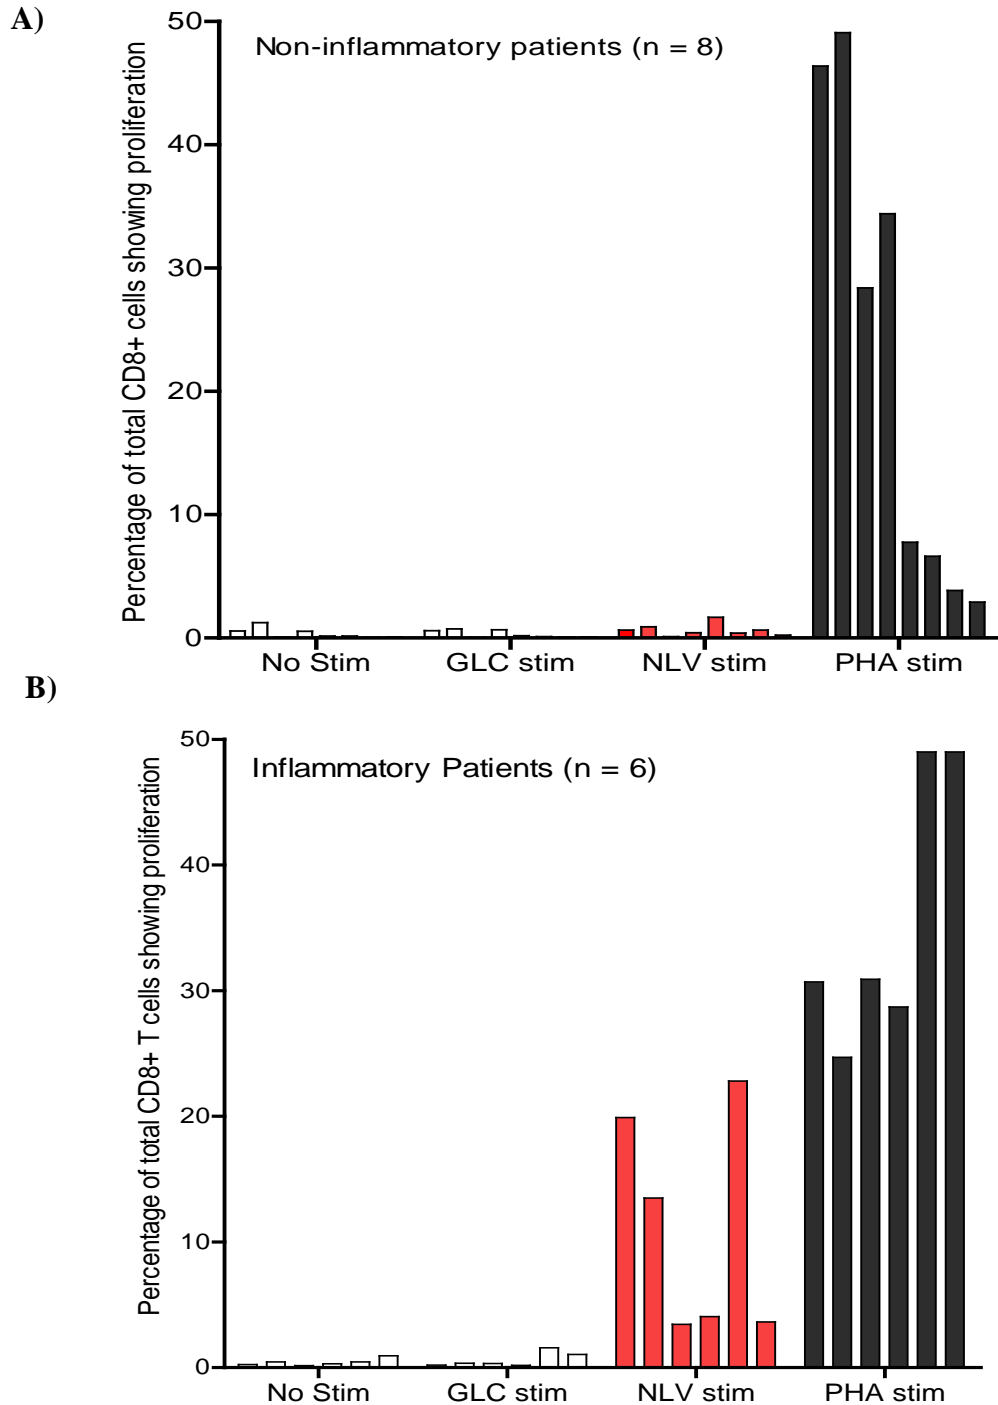 A)
Percentage of total CD8+ cells showing proliferation
Non-inflammatory patients (n = 8)
50
40
30
20
10
0
No Stim GLC stim NLV stim PHA stim
B)
Percentage of total CD8+ T cells showing proliferation
Inflammatory Patients (n = 6)
50
40
30
20
10
0
No Stim GLC stim NLV stim PHA stim